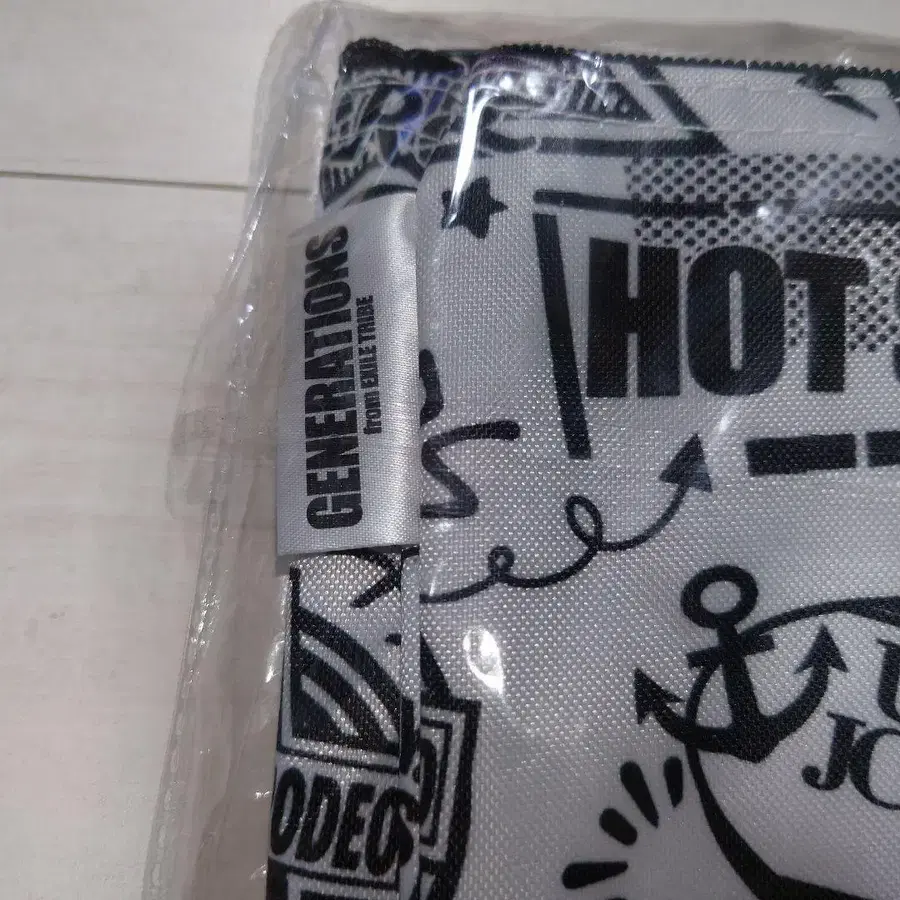 GENERATIONS
from EXILE TRIBE
HOT
U
JO
ODEO